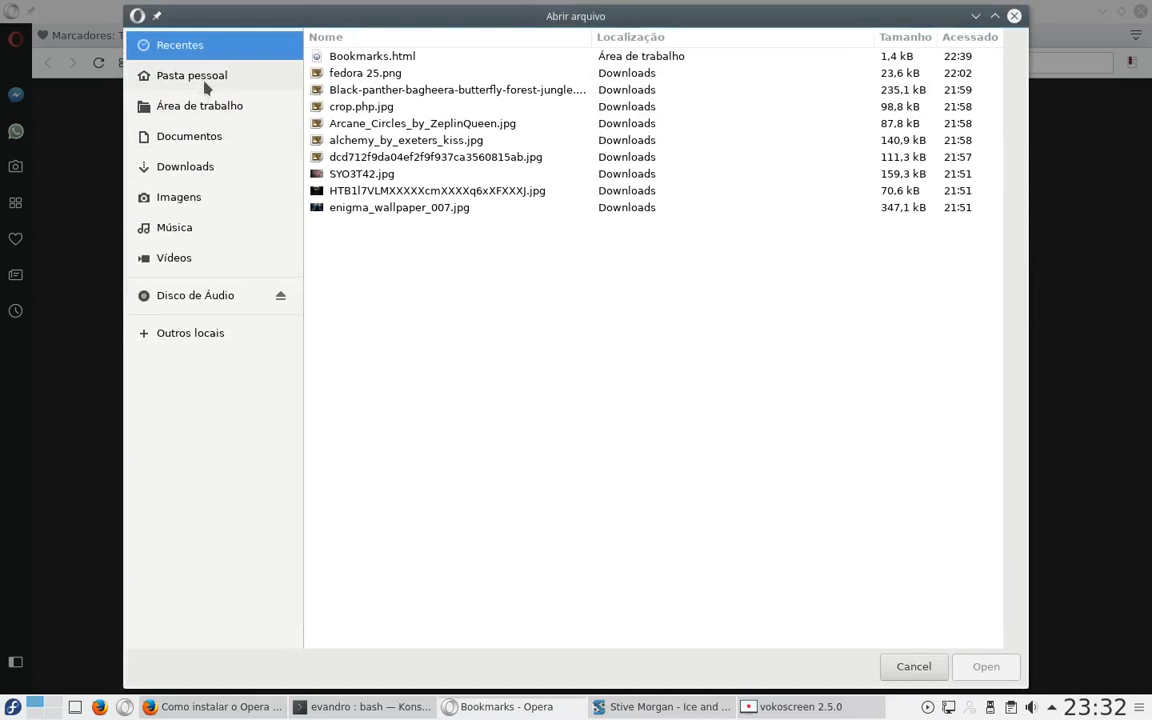 Abrir arquivo
Marcadores: T
Recentes
Pasta pessoal
Área de trabalho
Documentos
Downloads
Imagens
Música
Vídeos
Disco de Áudio
Outros locais
Nome Localização Tamanho Acessado
Bookmarks.html Área de trabalho 1,4 kB 22:39
fedora 25.png Downloads 23,6 kB 22:02
Black-panther-bagheera-butterfly-forest-jungle.... Downloads 235,1 kB 21:59
crop.php.jpg Downloads 98,8 kB 21:58
Arcane_Circles_by_ZeplinQueen.jpg Downloads 87,8 kB 21:58
alchemy_by_exeters_kiss.jpg Downloads 140,9 kB 21:58
dcd712f9da04ef2f9f937ca3560815ab.jpg Downloads 111,3 kB 21:57
SYO3T42.jpg Downloads 159,3 kB 21:51
HTB1l7VLMXXXXXcmXXXXq6xXFXXXJ.jpg Downloads 70,6 kB 21:51
enigma_wallpaper_007.jpg Downloads 347,1 kB 21:51
Cancel Open
Como instalar o Opera ... evandro : bash — Kons... Bookmarks - Opera Stive Morgan - Ice and ... vokoscreen 2.5.0 23:32